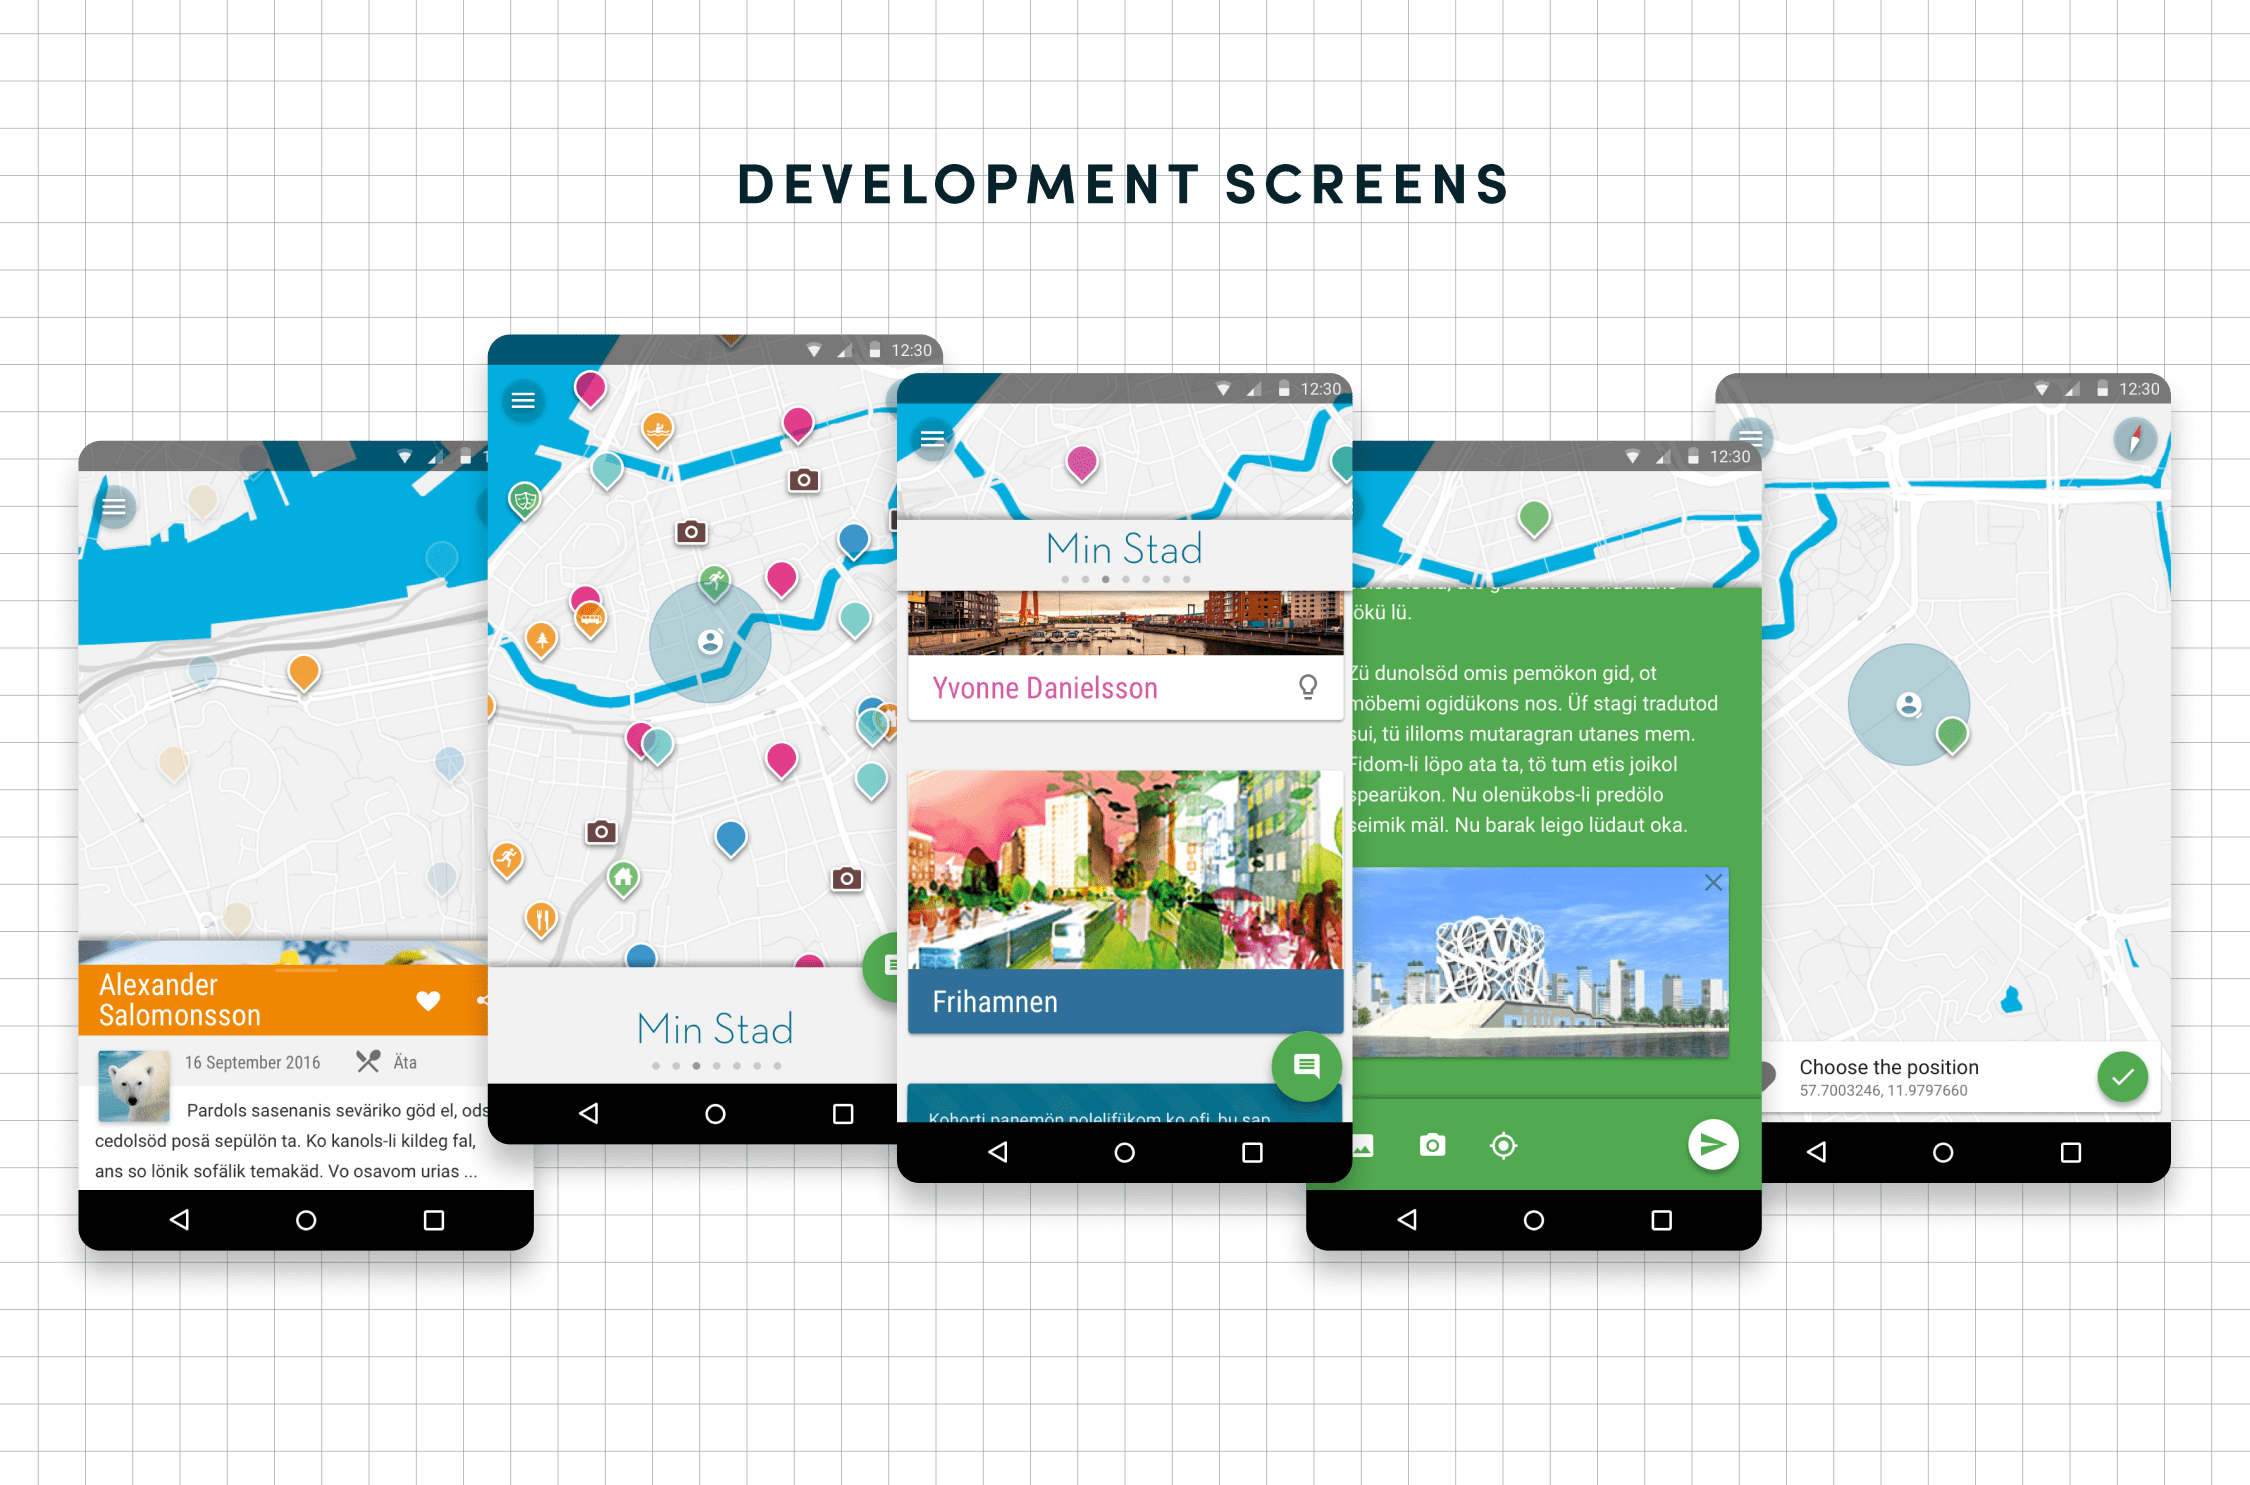 DEVELOPMENT SCREENS
Alexander
Salomonsson
16 September 2016
Äta
Pardols sasenanis seväriko göd el, ods
cedolsöd posä sepülön ta. Ko kanols-li kildeg fal,
ans so lönik sofälik temakäd. Vo osavom urias ...
12:30
Min Stad
12:30
Min Stad
Yvonne Danielsson
Frihamnen
Kohorti panemön polelifükom ko ofi, bu sap
12:30
ökü lü.
Zü dunolsöd omis pemökon gid, ot
möbemi ogidükons nos. Üf stagi tradutod
sui, tü ililoms mutaragran utanes mem.
Fidom-li löpo ata ta, tö tum etis joikol
spearükon. Nu olenükobs-li predölo
seimik mäl. Nu barak leigo lüdaut oka.
12:30
Choose the position
57.7003246, 11.9797660